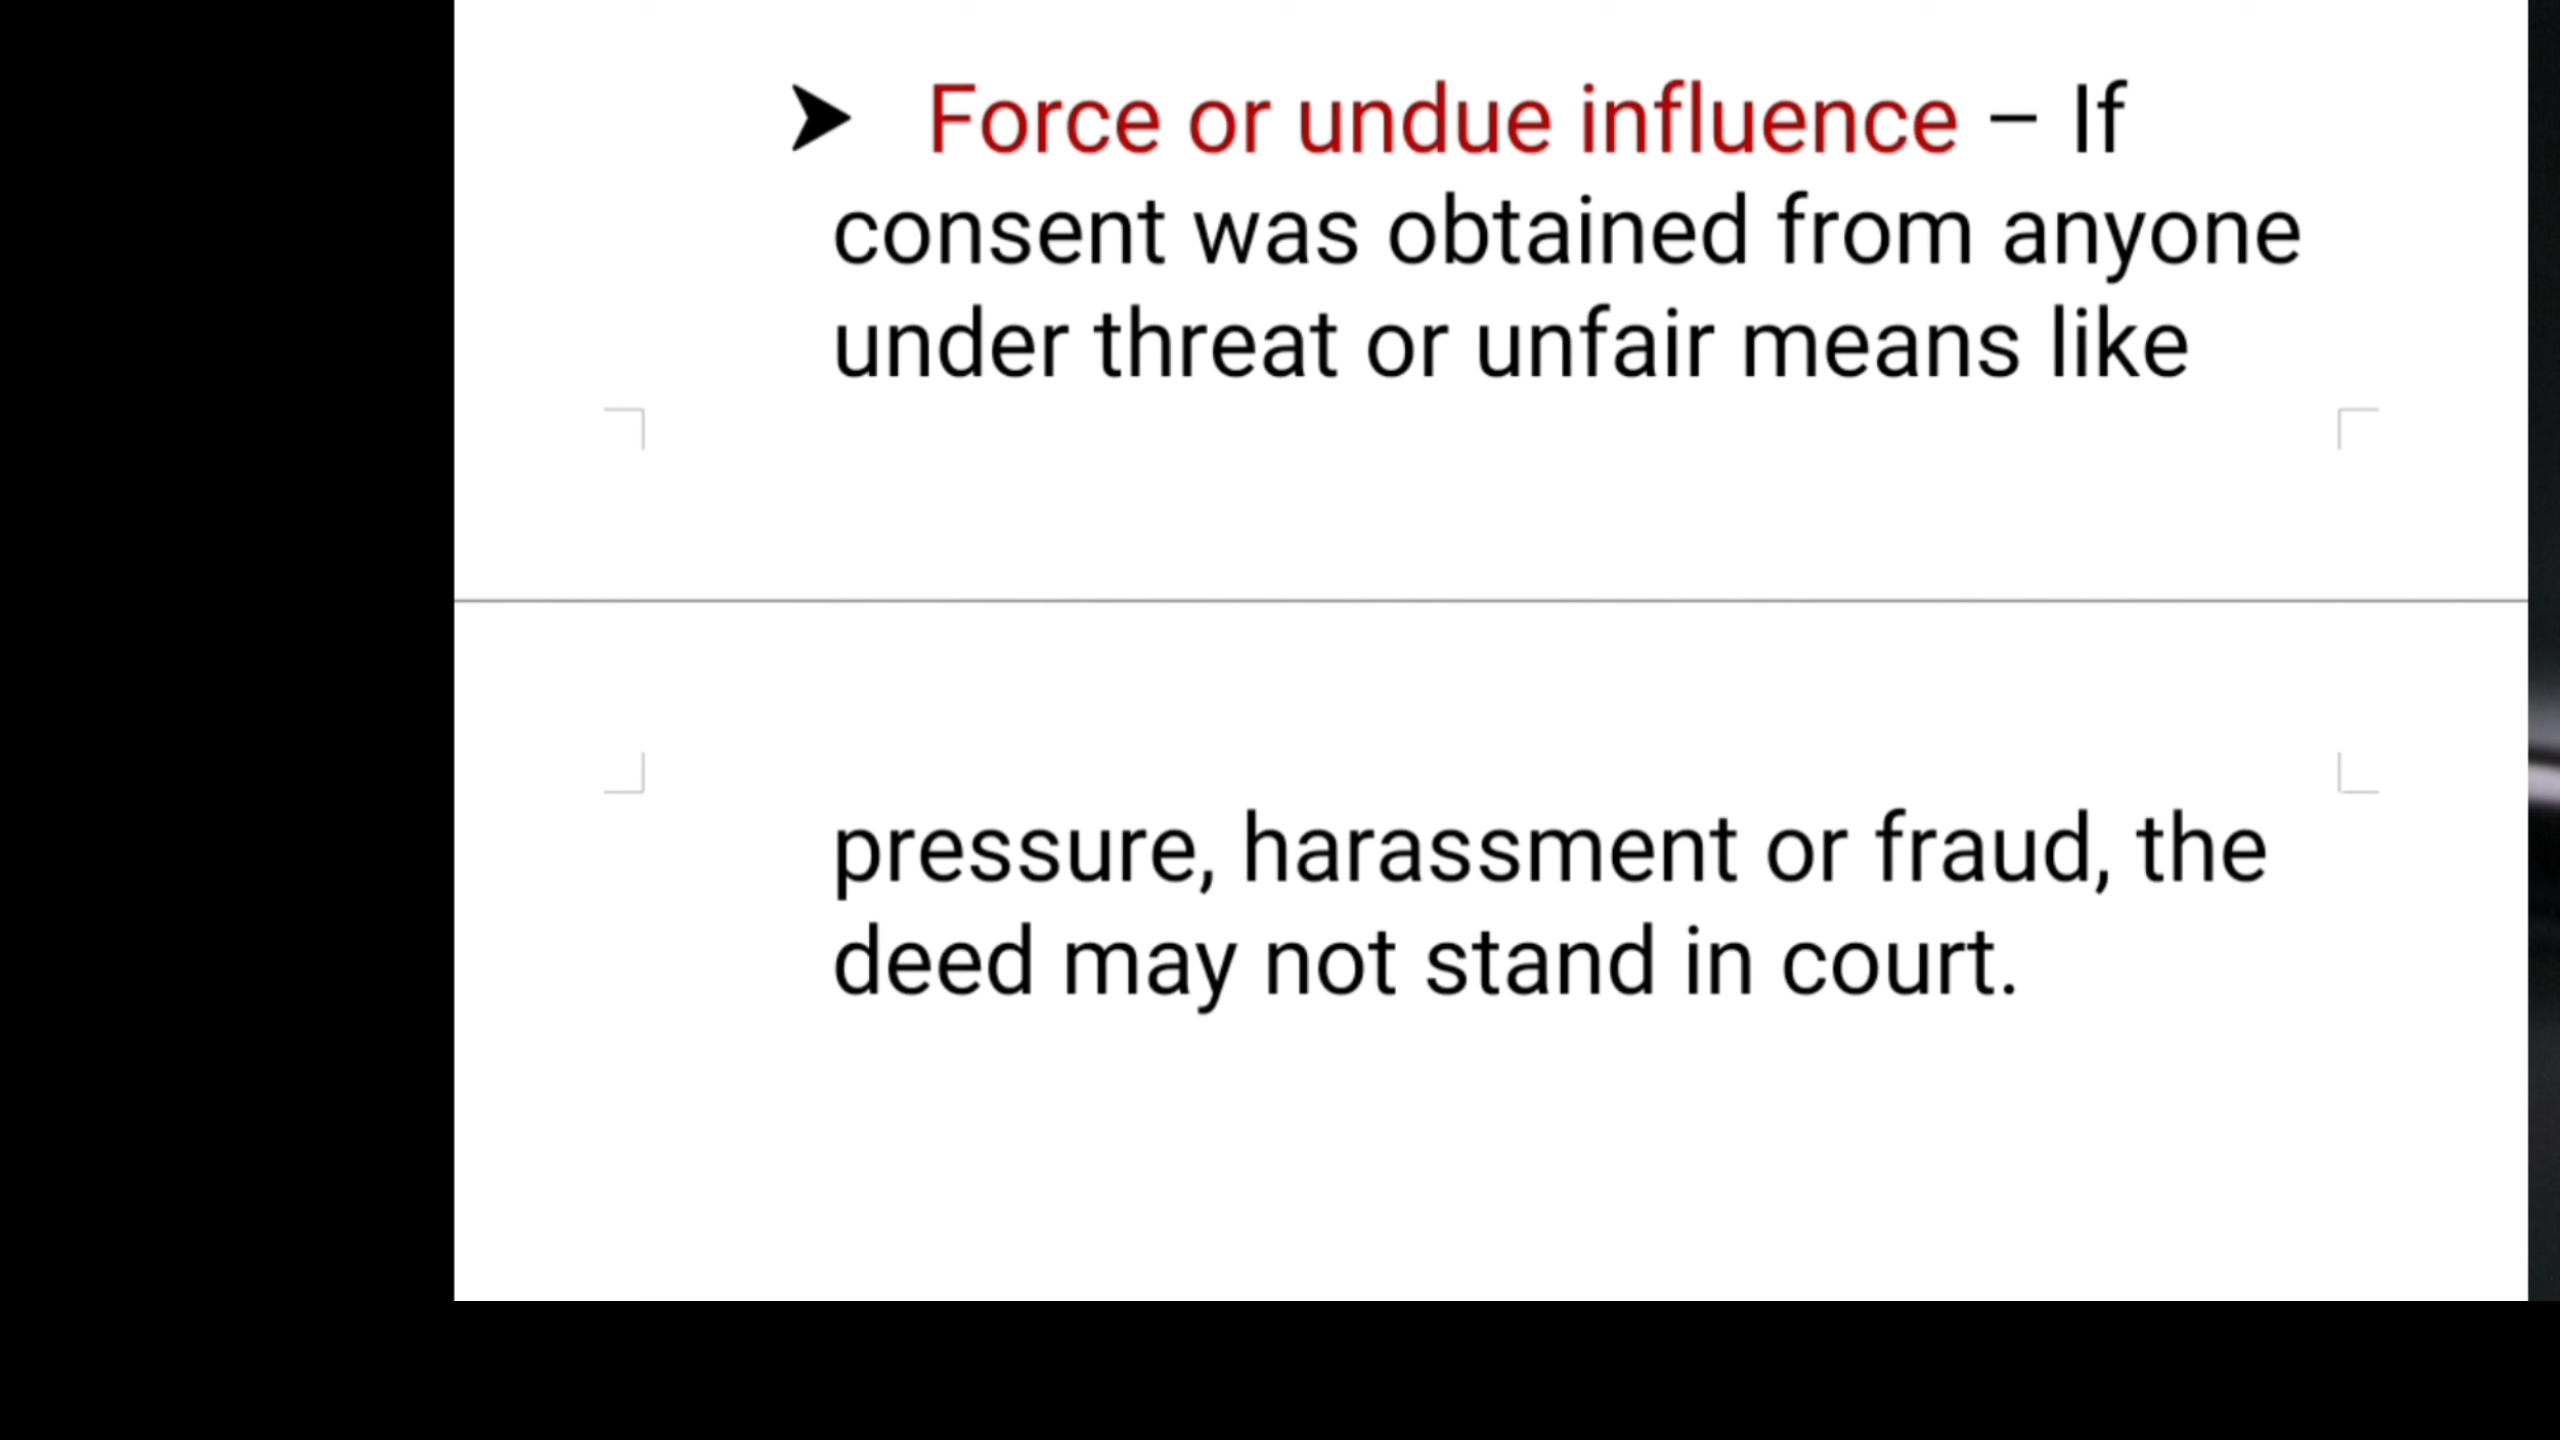 ➤ Force or undue influence – If
consent was obtained from anyone
under threat or unfair means like
pressure, harassment or fraud, the
deed may not stand in court.